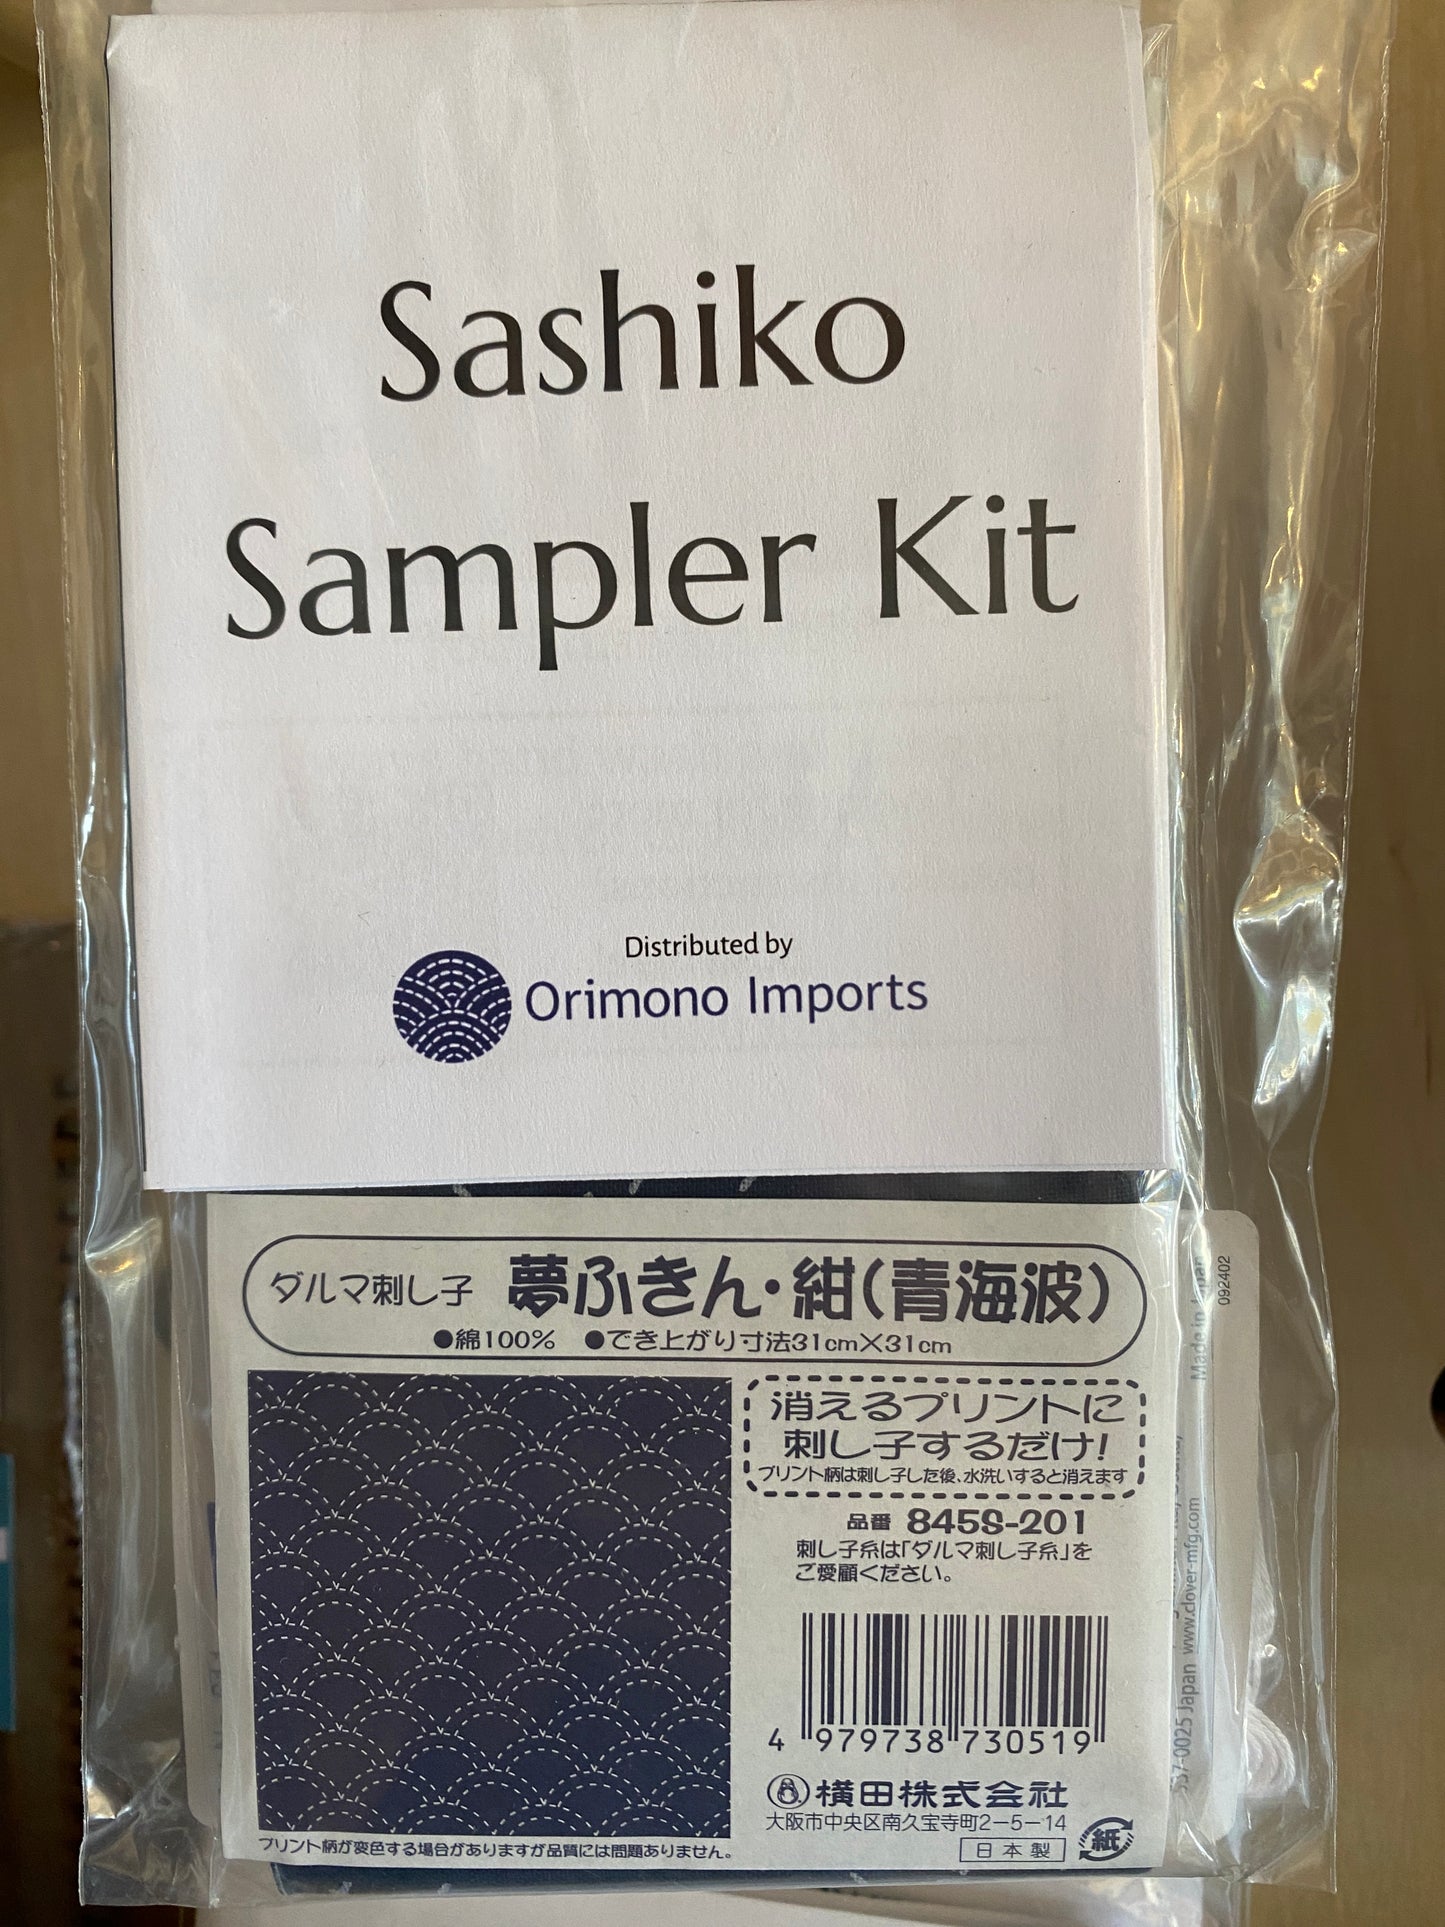 Sashiko
Sampler Kit
Distributed by
Orimono Imports
ダルマ刺し子 夢ふきん・紺(青海波)
●綿100% ●でき上がり寸法31cm×31cm
消えるプリントに
刺し子するだけ!
プリント柄は刺し子した後、水洗いすると消えます
品番 845S-201
刺し子糸は「ダルマ刺し子糸」を
ご愛顧ください。
4 979738 730519
横田株式会社
大阪市中央区南久宝寺町2-5-14
日本製
紙
プリント柄が変色する場合がありますが品質には問題ありません。
092402
Made in Japan
www.clover-mfg.com
537-0025 Japan